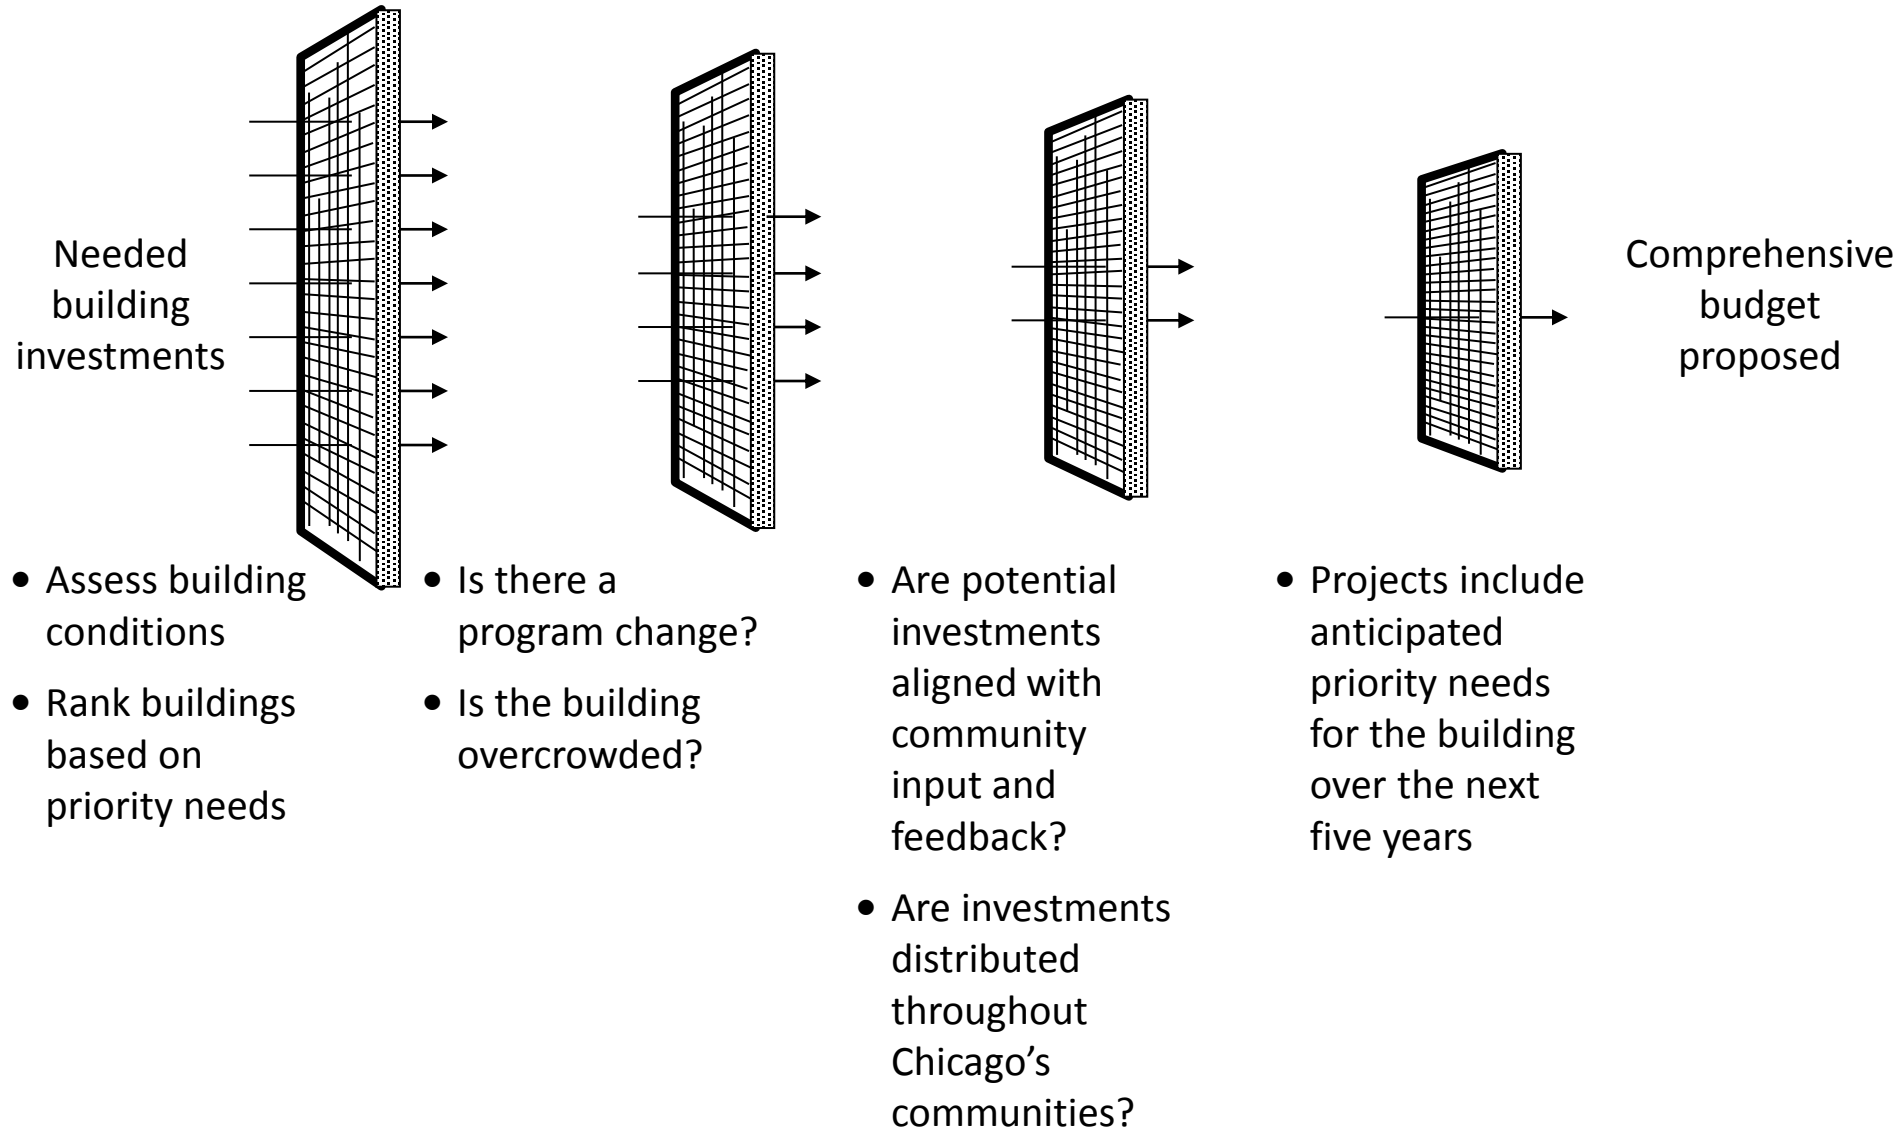 Needed
building
investments
Comprehensive
budget
proposed
• Assess building
conditions
• Rank buildings
based on
priority needs
• Is there a
program change?
• Is the building
overcrowded?
• Are potential
investments
aligned with
community
input and
feedback?
• Are investments
distributed
throughout
Chicago’s
communities?
• Projects include
anticipated
priority needs
for the building
over the next
five years